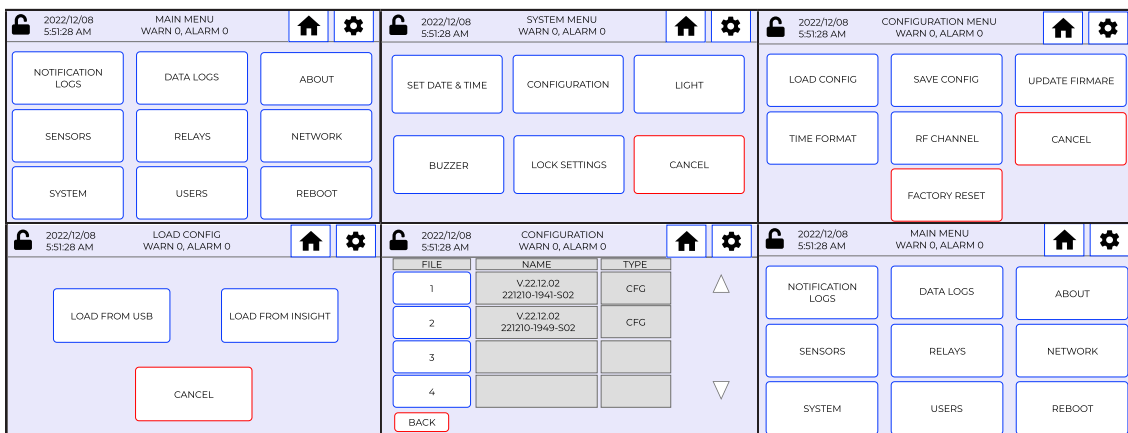 2022/12/08
5:51:28 AM
MAIN MENU
WARN 0, ALARM 0
NOTIFICATION
LOGS
DATA LOGS
ABOUT
SENSORS
RELAYS
NETWORK
SYSTEM
USERS
REBOOT
2022/12/08
5:51:28 AM
SYSTEM MENU
WARN 0, ALARM 0
SET DATE & TIME
CONFIGURATION
LIGHT
BUZZER
LOCK SETTINGS
CANCEL
2022/12/08
5:51:28 AM
CONFIGURATION MENU
WARN 0, ALARM 0
LOAD CONFIG
SAVE CONFIG
UPDATE FIRMARE
TIME FORMAT
RF CHANNEL
CANCEL
FACTORY RESET
2022/12/08
5:51:28 AM
LOAD CONFIG
WARN 0, ALARM 0
LOAD FROM USB
LOAD FROM INSIGHT
CANCEL
2022/12/08
5:51:28 AM
CONFIGURATION
WARN 0, ALARM 0
FILE
NAME
TYPE
1
V.22.12.02
221210-1941-S02
CFG
2
V.22.12.02
221210-1949-S02
CFG
3
4
BACK
2022/12/08
5:51:28 AM
MAIN MENU
WARN 0, ALARM 0
NOTIFICATION
LOGS
DATA LOGS
ABOUT
SENSORS
RELAYS
NETWORK
SYSTEM
USERS
REBOOT